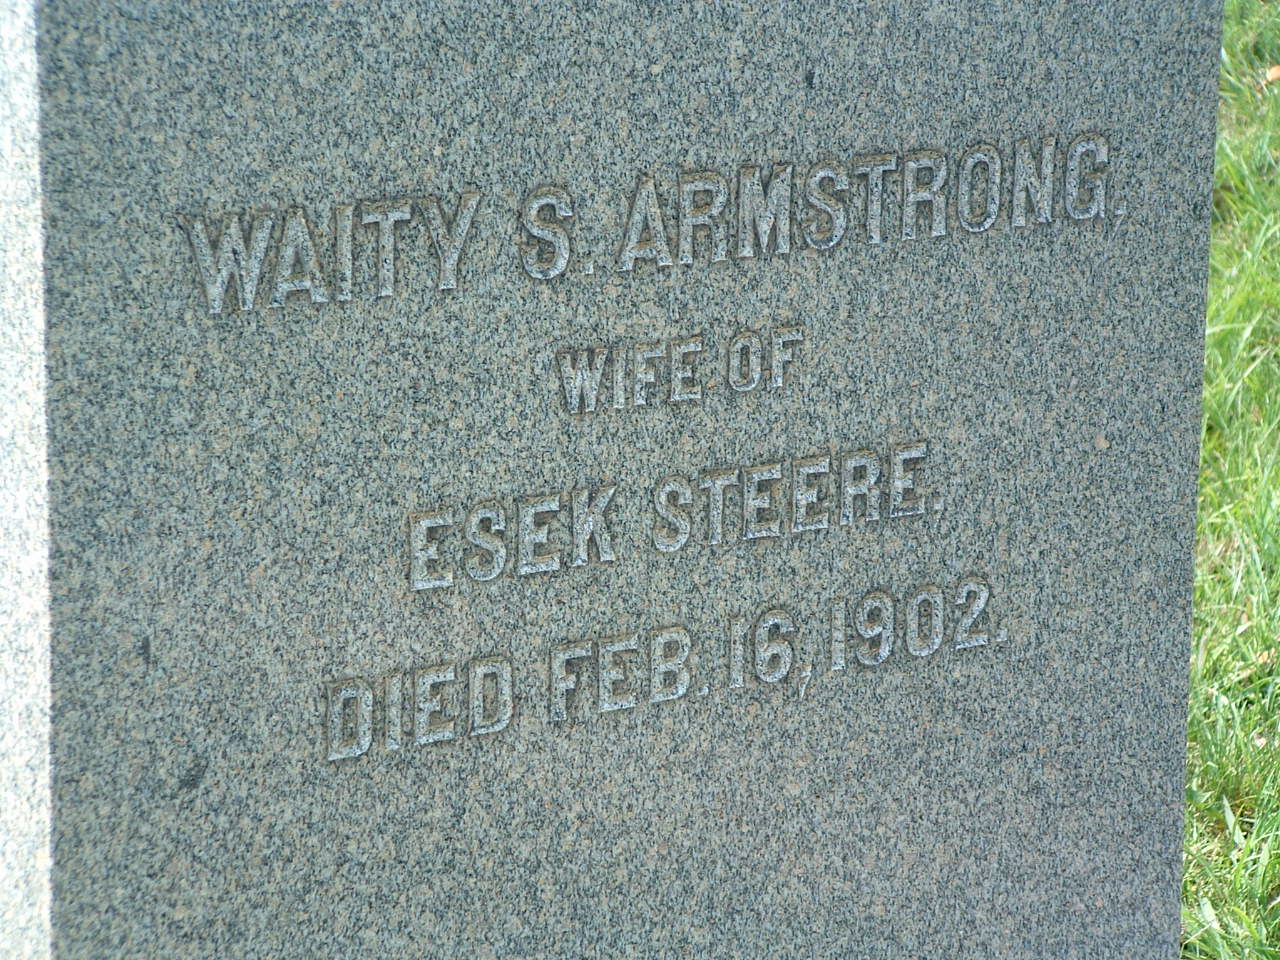 WAITY S. ARMSTRONG,
WIFE OF
ESEK STEERE.
DIED FEB. 16, 1902.